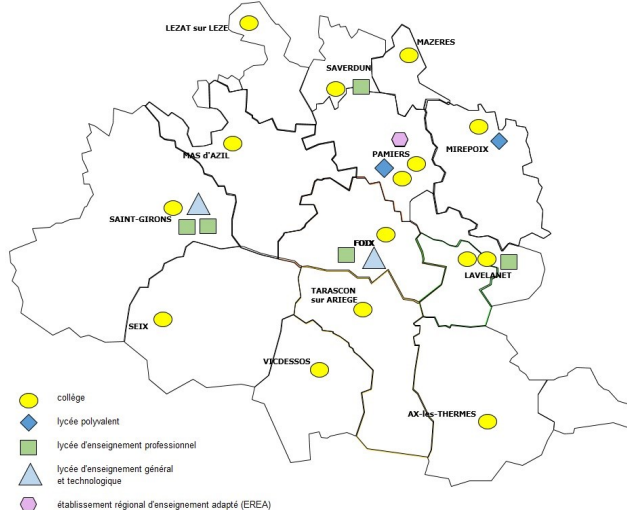 LEZAT sur LEZE
MAZERES
SAVERDUN
MAS d'AZIL
PAMIERS
MIREPOIX
SAINT-GIRONS
FOIX
LAVELANET
TARASCON
sur ARIEGE
SEIX
VICDESSOS
AX-les-THERMES
collége
lycée polyvalent
lycée d'enseignement professionnel
lycée d'enseignement général
et technologique
établissement régional d'enseignement adapté (EREA)